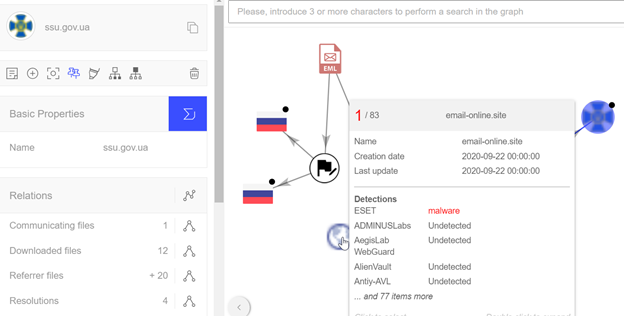 ssu.gov.ua
Basic Properties
Name ssu.gov.ua
Relations
Communicating files 1
Downloaded files 12
Referrer files + 20
Resolutions 4
Please, introduce 3 or more characters to perform a search in the graph
EML
1 / 83 email-online.site
Name email-online.site
Creation date 2020-09-22 00:00:00
Last update 2020-09-22 00:00:00
Detections
ESET malware
ADMINUSLabs Undetected
AegisLab Undetected
WebGuard
AlienVault Undetected
Antiy-AVL Undetected
... and 77 items more